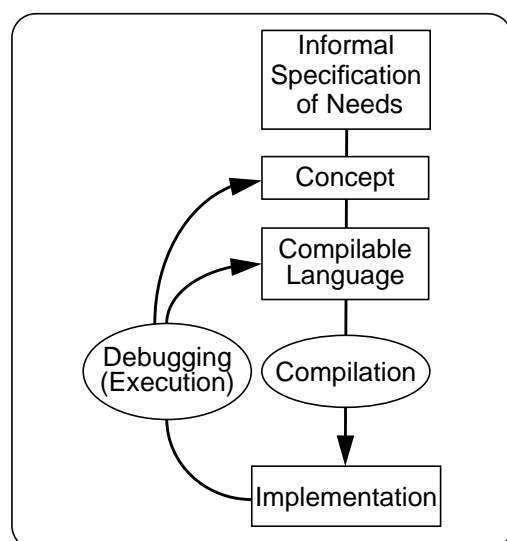 Informal
Specification
of Needs
Concept
Compilable
Language
Debugging
(Execution)
Compilation
Implementation